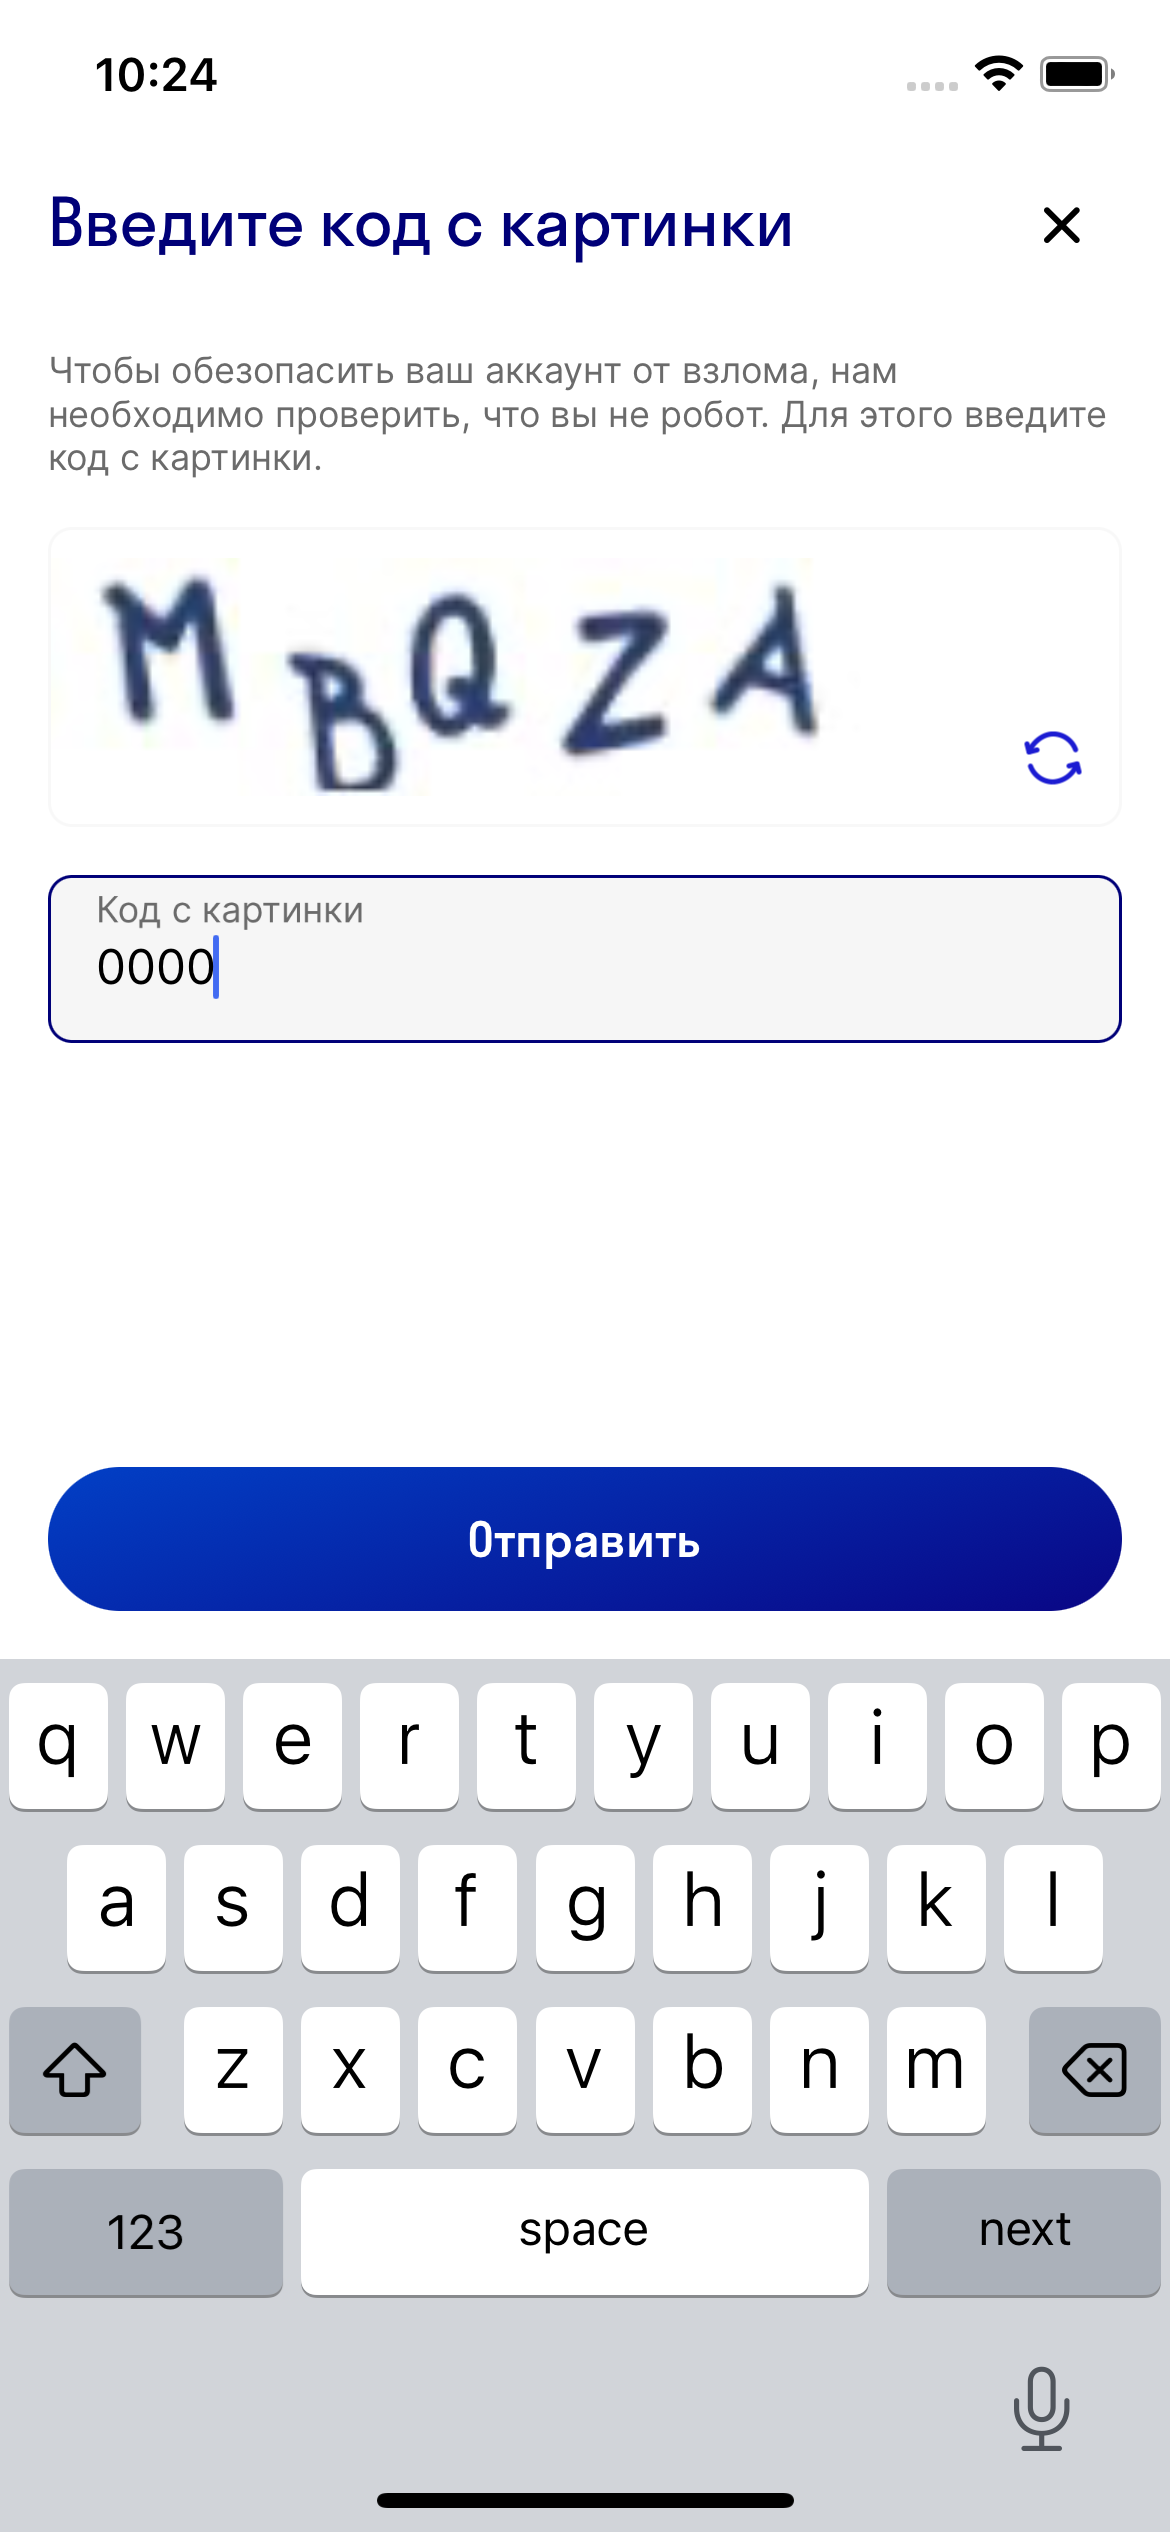 10:24
Введите код с картинки
Чтобы обезопасить ваш аккаунт от взлома, нам
необходимо проверить, что вы не робот. Для этого введите
код с картинки.
MBQZA
Код с картинки
0000
Отправить
q w e r t y u i o p
a s d f g h j k l
z x c v b n m
123 space next